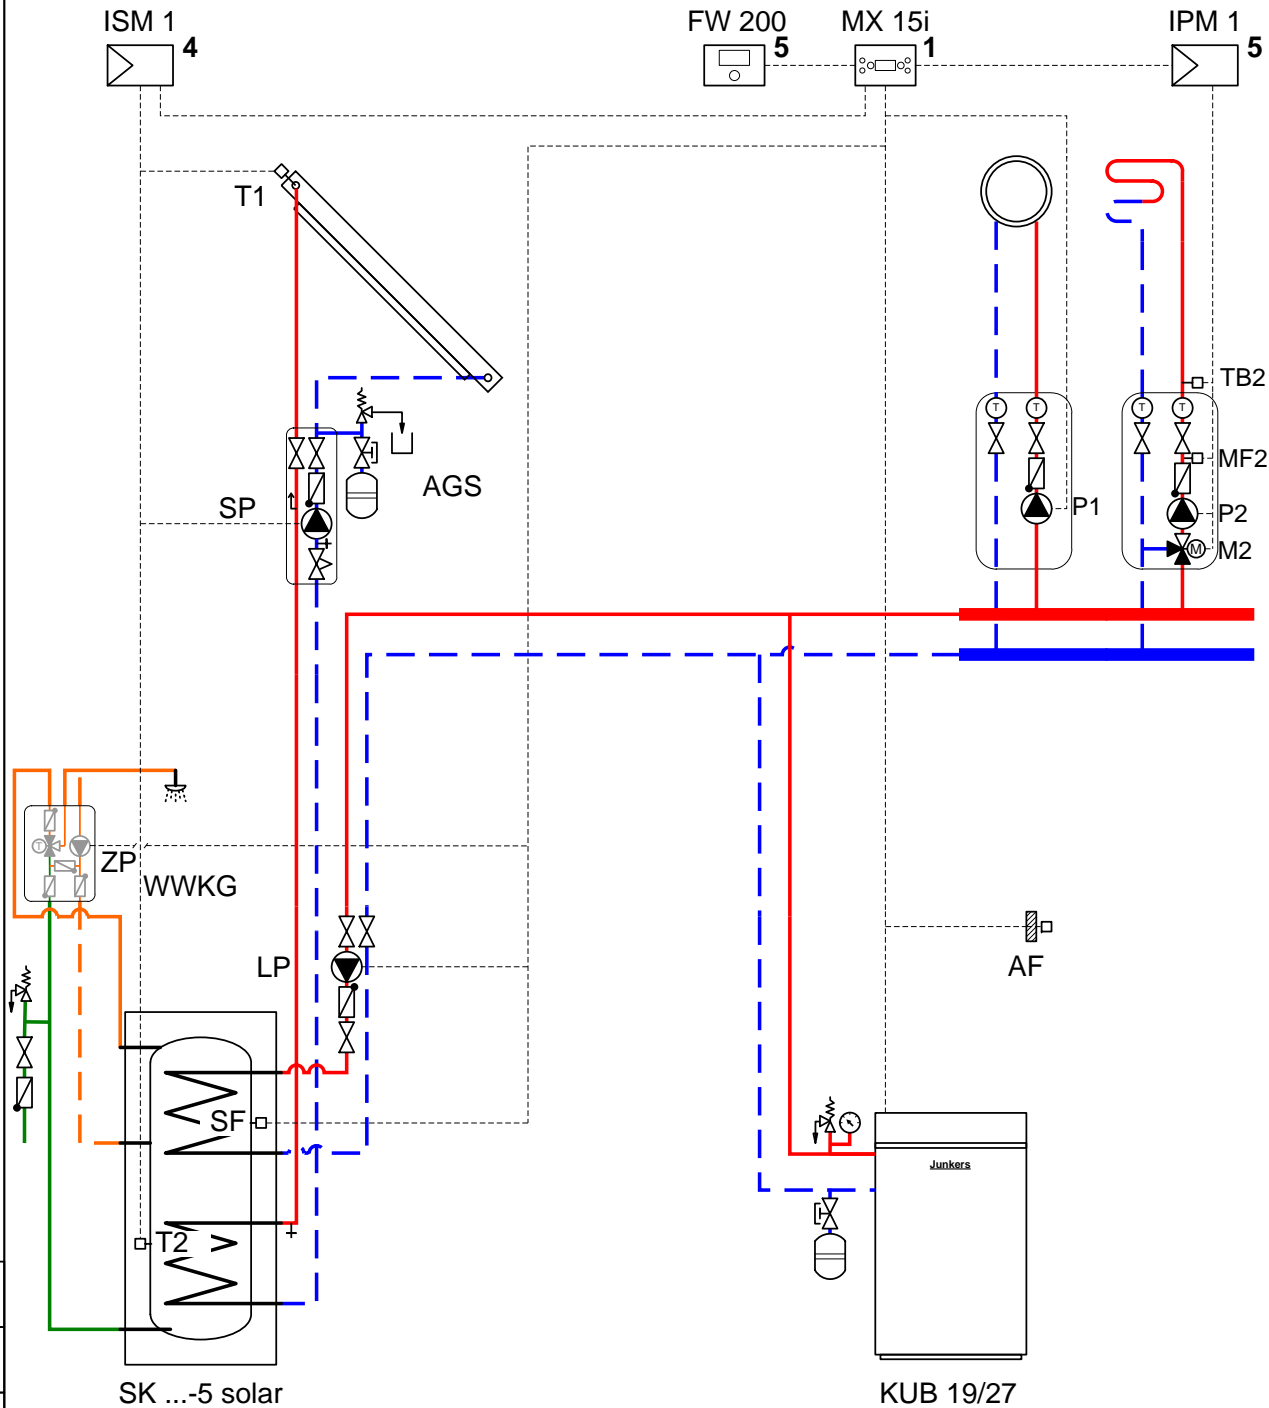 ISM 1
4
FW 200
5
MX 15i
1
IPM 1
5
T1
TB2
T
T
T
T
MF2
AGS
SP
P1
P2
M
M2
T
ZP
WWKG
LP
AF
SF
Junkers
T2
SK ...-5 solar
KUB 19/27